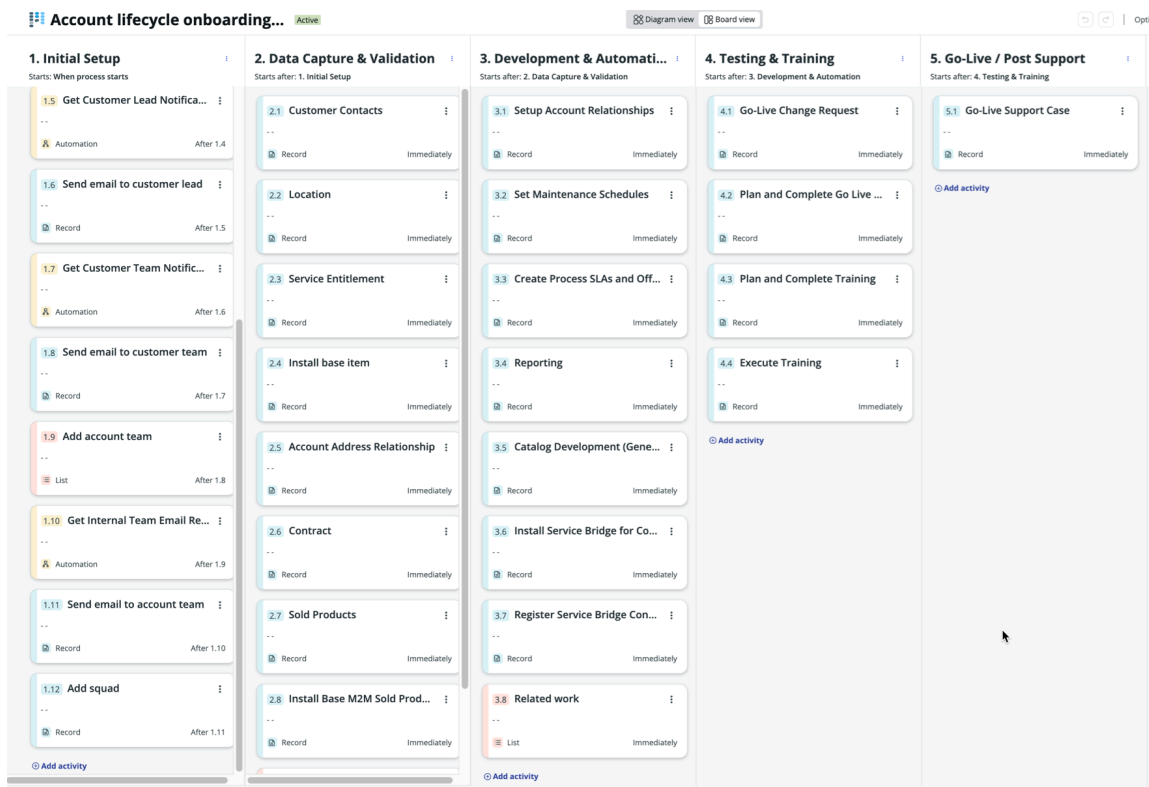 Account lifecycle onboarding... Active
Diagram view Board view
Opti
1. Initial Setup
Starts: When process starts
1.5 Get Customer Lead Notifica...
--
Automation After 1.4
1.6 Send email to customer lead
--
Record After 1.5
1.7 Get Customer Team Notific...
--
Automation After 1.6
1.8 Send email to customer team
--
Record After 1.7
1.9 Add account team
--
List After 1.8
1.10 Get Internal Team Email Re...
--
Automation After 1.9
1.11 Send email to account team
--
Record After 1.10
1.12 Add squad
--
Record After 1.11
Add activity
2. Data Capture & Validation
Starts after: 1. Initial Setup
2.1 Customer Contacts
--
Record Immediately
2.2 Location
--
Record Immediately
2.3 Service Entitlement
--
Record Immediately
2.4 Install base item
--
Record Immediately
2.5 Account Address Relationship
--
Record Immediately
2.6 Contract
--
Record Immediately
2.7 Sold Products
--
Record Immediately
2.8 Install Base M2M Sold Prod...
--
Record Immediately
3. Development & Automati...
Starts after: 2. Data Capture & Validation
3.1 Setup Account Relationships
--
Record Immediately
3.2 Set Maintenance Schedules
--
Record Immediately
3.3 Create Process SLAs and Off...
--
Record Immediately
3.4 Reporting
--
Record Immediately
3.5 Catalog Development (Gene...
--
Record Immediately
3.6 Install Service Bridge for Co...
--
Record Immediately
3.7 Register Service Bridge Con...
--
Record Immediately
3.8 Related work
--
List Immediately
Add activity
4. Testing & Training
Starts after: 3. Development & Automation
4.1 Go-Live Change Request
--
Record Immediately
4.2 Plan and Complete Go Live ...
--
Record Immediately
4.3 Plan and Complete Training
--
Record Immediately
4.4 Execute Training
--
Record Immediately
Add activity
5. Go-Live / Post Support
Starts after: 4. Testing & Training
5.1 Go-Live Support Case
--
Record Immediately
Add activity